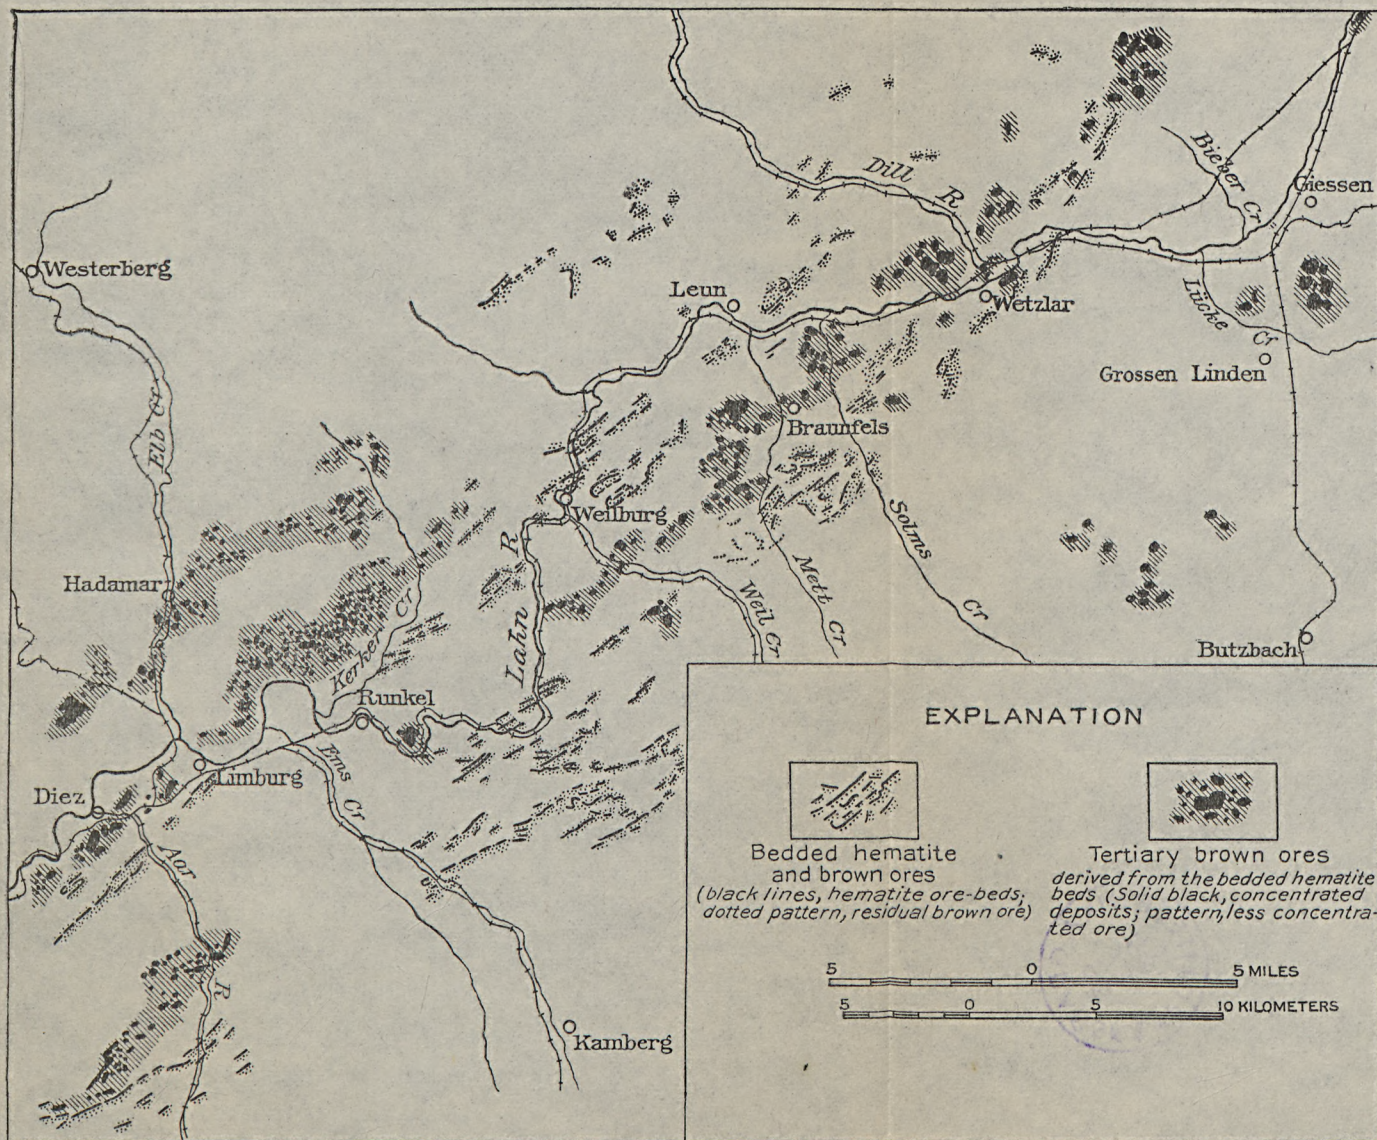 Dill R
Bieber Cr
Giessen
Westerberg
Leun
Wetzlar
Lücke Cr
Grossen Linden
Braunfels
Elb Cr
Weilburg
Solms Cr
Hadamar
Lahn R
Mett Cr
Weil Cr
Kerker Cr
Butzbach
Runkel
Limburg
Ems Cr
Diez
Aar R
Kamberg
EXPLANATION
Bedded hematite
and brown ores
(black lines, hematite ore-beds;
dotted pattern, residual brown ore)
Tertiary brown ores
derived from the bedded hematite
beds (Solid black, concentrated
deposits; pattern, less concentra-
ted ore)
5 0 5 MILES
5 0 5 10 KILOMETERS